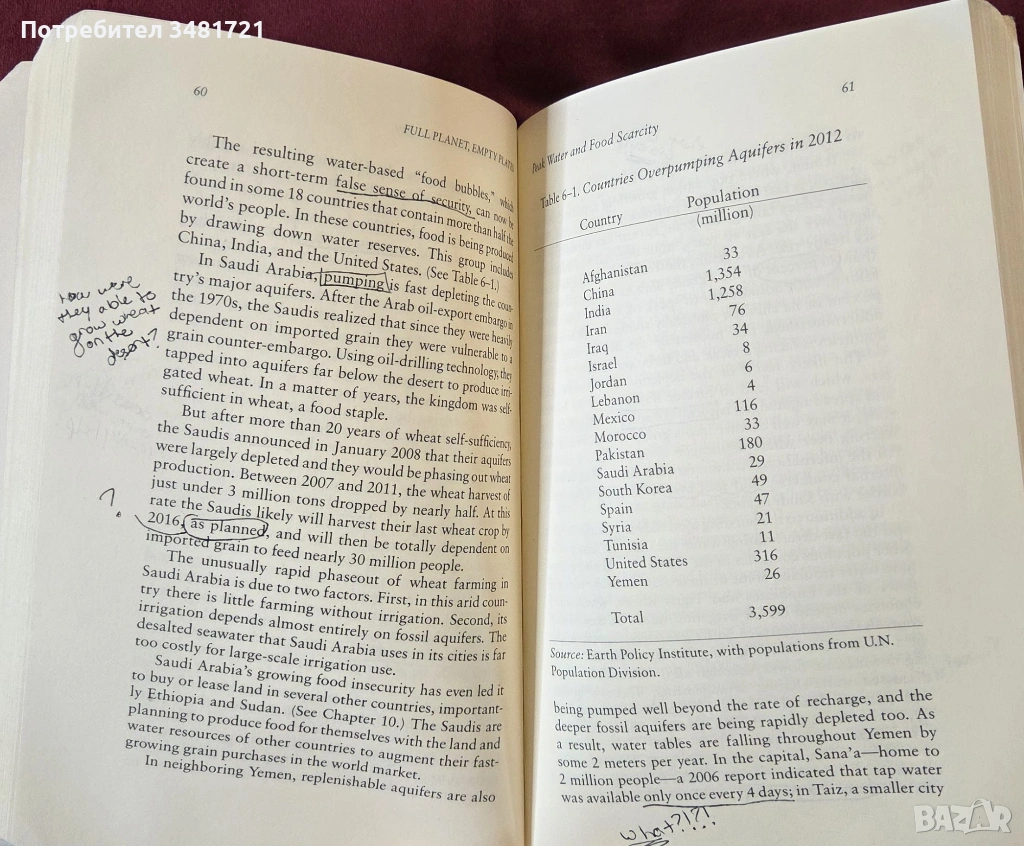 Потребител 3481721
60
FULL PLANET, EMPTY PLATES
The resulting water-based "food bubbles," which
create a short-term false sense of security, can now be
found in some 18 countries that contain more than half the
world's people. In these countries, food is being produced
by drawing down water reserves. This group includes
China, India, and the United States. (See Table 6–1.)
In Saudi Arabia, pumping is fast depleting the coun-
try's major aquifers. After the Arab oil-export embargo in
the 1970s, the Saudis realized that since they were heavily
dependent on imported grain they were vulnerable to a
grain counter-embargo. Using oil-drilling technology, they
tapped into aquifers far below the desert to produce irri-
gated wheat. In a matter of years, the kingdom was self-
sufficient in wheat, a food staple.
But after more than 20 years of wheat self-sufficiency,
the Saudis announced in January 2008 that their aquifers
were largely depleted and they would be phasing out wheat
production. Between 2007 and 2011, the wheat harvest of
just under 3 million tons dropped by nearly half. At this
rate the Saudis likely will harvest their last wheat crop by
2016, as planned, and will then be totally dependent on
imported grain to feed nearly 30 million people.
The unusually rapid phaseout of wheat farming in
Saudi Arabia is due to two factors. First, in this arid coun-
try there is little farming without irrigation. Second, its
irrigation depends almost entirely on fossil aquifers. The
desalted seawater that Saudi Arabia uses in its cities is far
too costly for large-scale irrigation use.
Saudi Arabia's growing food insecurity has even led it
to buy or lease land in several other countries, important-
ly Ethiopia and Sudan. (See Chapter 10.) The Saudis are
planning to produce food for themselves with the land and
water resources of other countries to augment their fast-
growing grain purchases in the world market.
In neighboring Yemen, replenishable aquifers are also
How were
they able to
grow wheat
on the
desert?
?
61
Peak Water and Food Scarcity
Table 6–1. Countries Overpumping Aquifers in 2012
Country Population
(million)
Afghanistan 33
China 1,354
India 1,258
Iran 76
Iraq 34
Israel 8
Jordan 6
Lebanon 4
Mexico 116
Morocco 33
Pakistan 180
Saudi Arabia 29
South Korea 49
Spain 47
Syria 21
Tunisia 11
United States 316
Yemen 26
Total 3,599
Source: Earth Policy Institute, with populations from U.N.
Population Division.
being pumped well beyond the rate of recharge, and the
deeper fossil aquifers are being rapidly depleted too. As
a result, water tables are falling throughout Yemen by
some 2 meters per year. In the capital, Sana'a—home to
2 million people—a 2006 report indicated that tap water
was available only once every 4 days; in Taiz, a smaller city
what?!?!
BAZAR